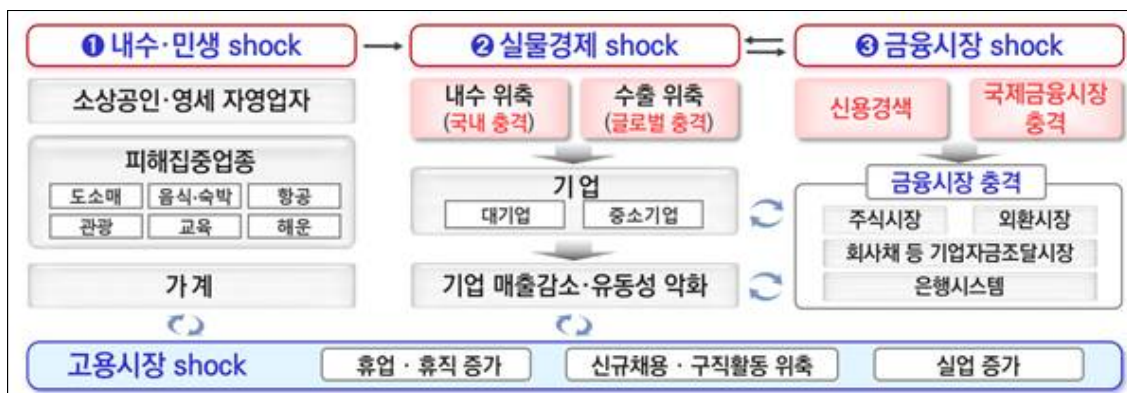 ❶ 내수·민생 shock
❷ 실물경제 shock
❸ 금융시장 shock
소상공인·영세 자영업자
피해집중업종
도소매
음식·숙박
항공
관광
교육
해운
가계
내수 위축
(국내 충격)
수출 위축
(글로벌 충격)
기업
대기업
중소기업
기업 매출감소·유동성 악화
신용경색
국제금융시장
충격
금융시장 충격
주식시장
외환시장
회사채 등 기업자금조달시장
은행시스템
고용시장 shock
휴업 · 휴직 증가
신규채용 · 구직활동 위축
실업 증가